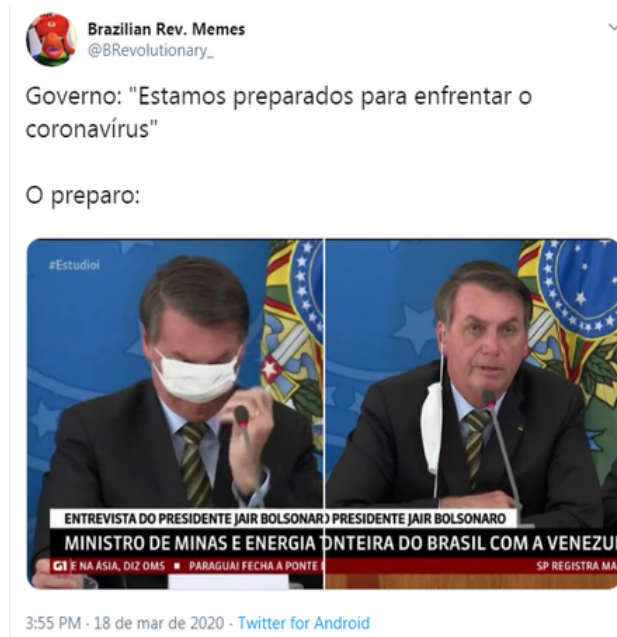 Brazilian Rev. Memes
@BRevolutionary_
Governo: "Estamos preparados para enfrentar o
coronavírus"
O preparo:
#Estudioi
ENTREVISTA DO PRESIDENTE JAIR BOLSONAR
MINISTRO DE MINAS E ENERGIA
G1 E NA ÁSIA, DIZ OMS ■ PARAGUAI FECHA A PONTE
PRESIDENTE JAIR BOLSONARO
ONTEIRA DO BRASIL COM A VENEZU
SP REGISTRA MA
3:55 PM · 18 de mar de 2020 · Twitter for Android